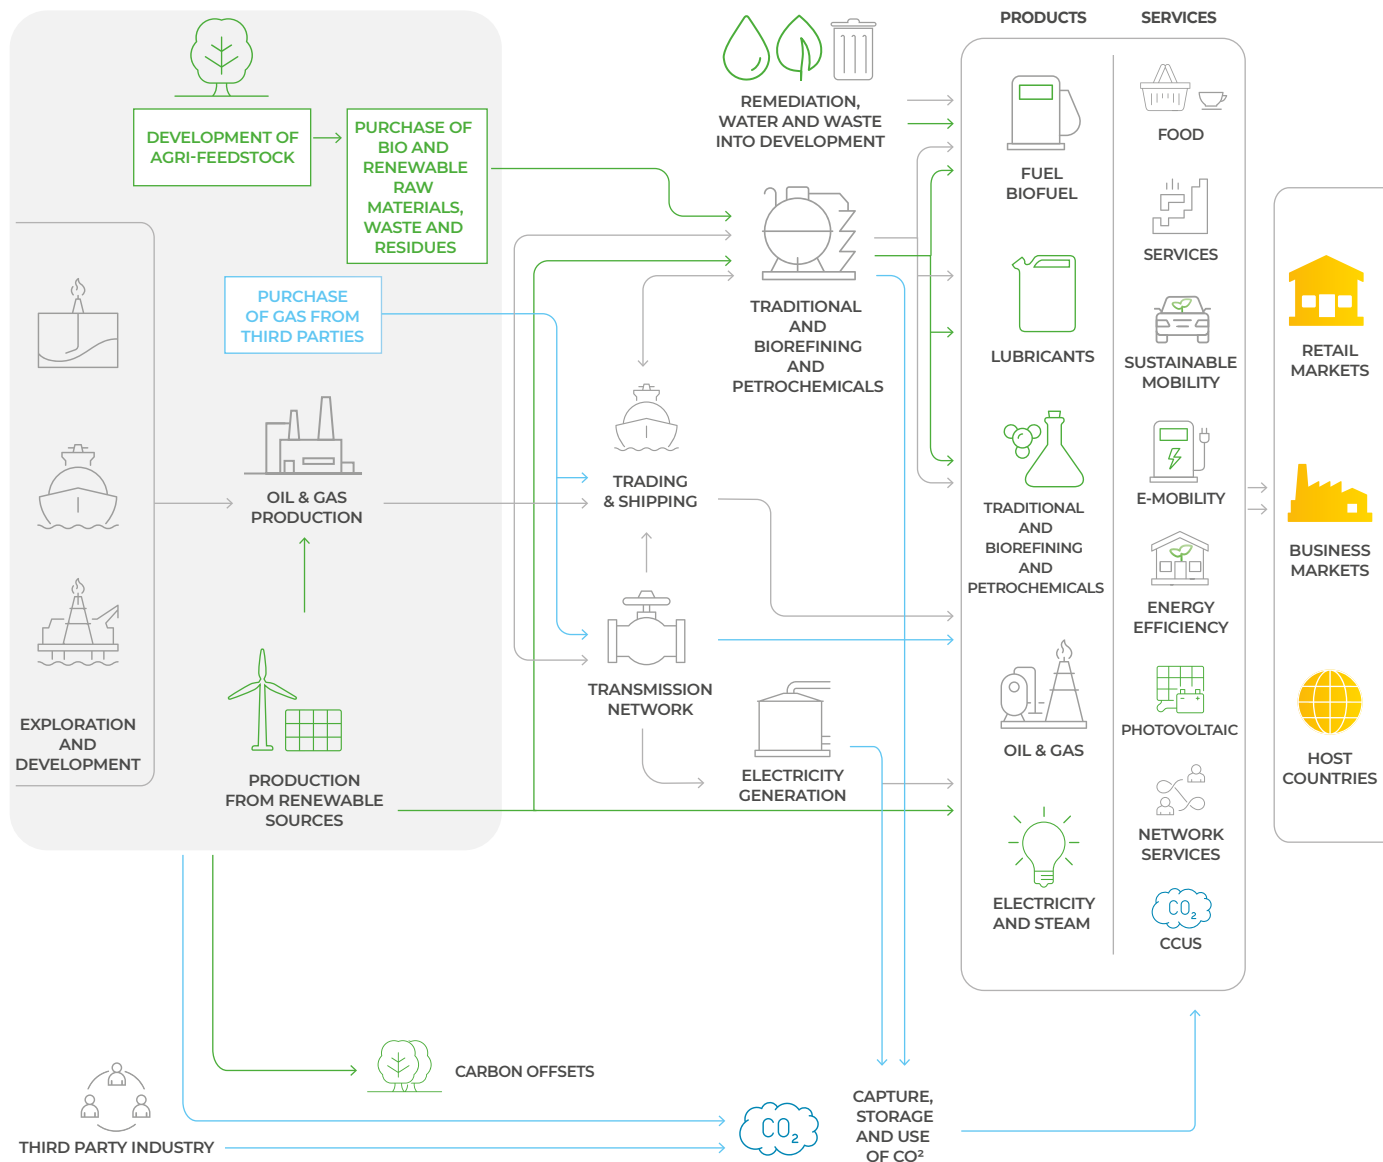 PRODUCTS
SERVICES
DEVELOPMENT OF
AGRI-FEEDSTOCK
PURCHASE OF
BIO AND
RENEWABLE
RAW
MATERIALS,
WASTE AND
RESIDUES
REMEDIATION,
WATER AND WASTE
INTO DEVELOPMENT
PURCHASE
OF GAS FROM
THIRD PARTIES
TRADITIONAL
AND
BIOREFINING
AND
PETROCHEMICALS
OIL & GAS
PRODUCTION
TRADING
& SHIPPING
EXPLORATION
AND
DEVELOPMENT
PRODUCTION
FROM RENEWABLE
SOURCES
TRANSMISSION
NETWORK
ELECTRICITY
GENERATION
FUEL
BIOFUEL
LUBRICANTS
TRADITIONAL
AND
BIOREFINING
AND
PETROCHEMICALS
OIL & GAS
ELECTRICITY
AND STEAM
FOOD
SERVICES
SUSTAINABLE
MOBILITY
E-MOBILITY
ENERGY
EFFICIENCY
PHOTOVOLTAIC
NETWORK
SERVICES
CO₂
CCUS
RETAIL
MARKETS
BUSINESS
MARKETS
HOST
COUNTRIES
CARBON OFFSETS
THIRD PARTY INDUSTRY
CO₂
CAPTURE,
STORAGE
AND USE
OF CO²